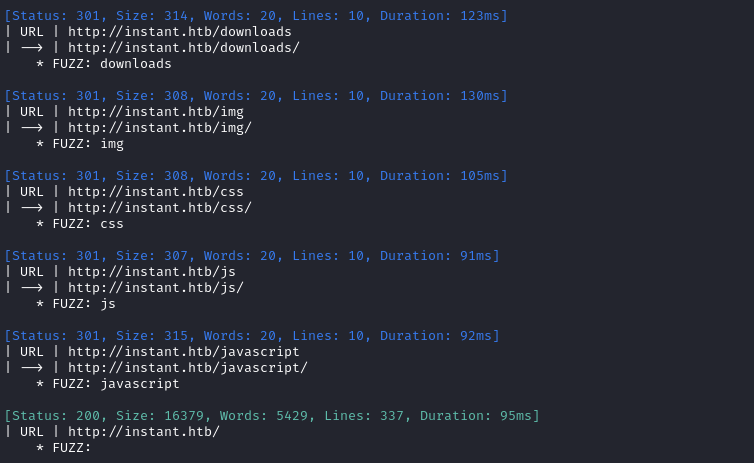 [Status: 301, Size: 314, Words: 20, Lines: 10, Duration: 123ms]
| URL | http://instant.htb/downloads
| --> | http://instant.htb/downloads/
* FUZZ: downloads
[Status: 301, Size: 308, Words: 20, Lines: 10, Duration: 130ms]
| URL | http://instant.htb/img
| --> | http://instant.htb/img/
* FUZZ: img
[Status: 301, Size: 308, Words: 20, Lines: 10, Duration: 105ms]
| URL | http://instant.htb/css
| --> | http://instant.htb/css/
* FUZZ: css
[Status: 301, Size: 307, Words: 20, Lines: 10, Duration: 91ms]
| URL | http://instant.htb/js
| --> | http://instant.htb/js/
* FUZZ: js
[Status: 301, Size: 315, Words: 20, Lines: 10, Duration: 92ms]
| URL | http://instant.htb/javascript
| --> | http://instant.htb/javascript/
* FUZZ: javascript
[Status: 200, Size: 16379, Words: 5429, Lines: 337, Duration: 95ms]
| URL | http://instant.htb/
* FUZZ: